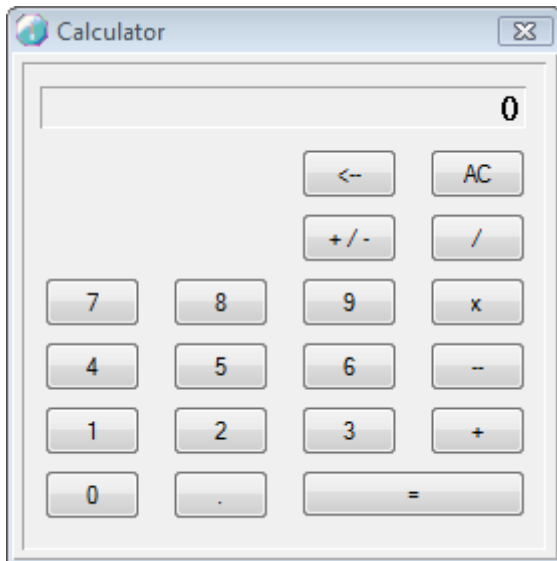 Calculator
0
<-- AC
+ / - /
7 8 9 x
4 5 6 --
1 2 3 +
0 . =